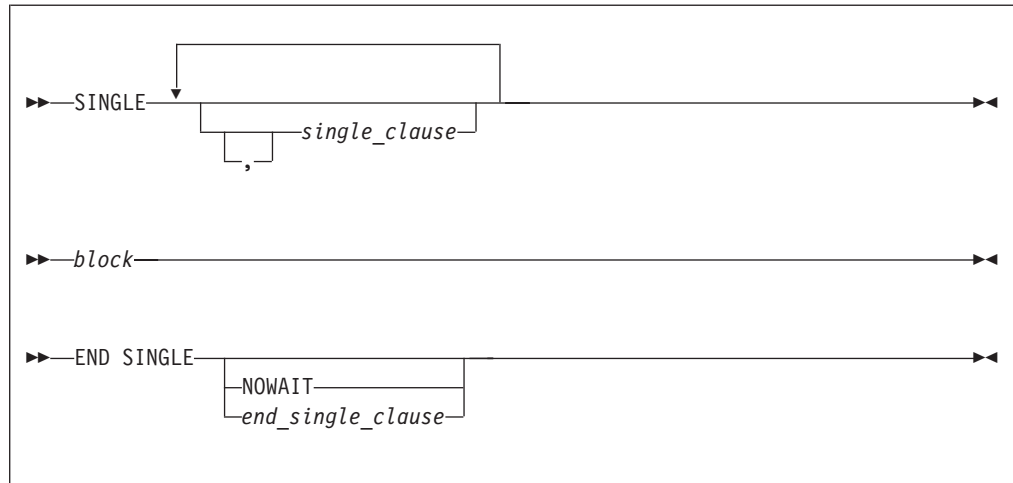 SINGLE
single_clause
,
block
END SINGLE
NOWAIT
end_single_clause